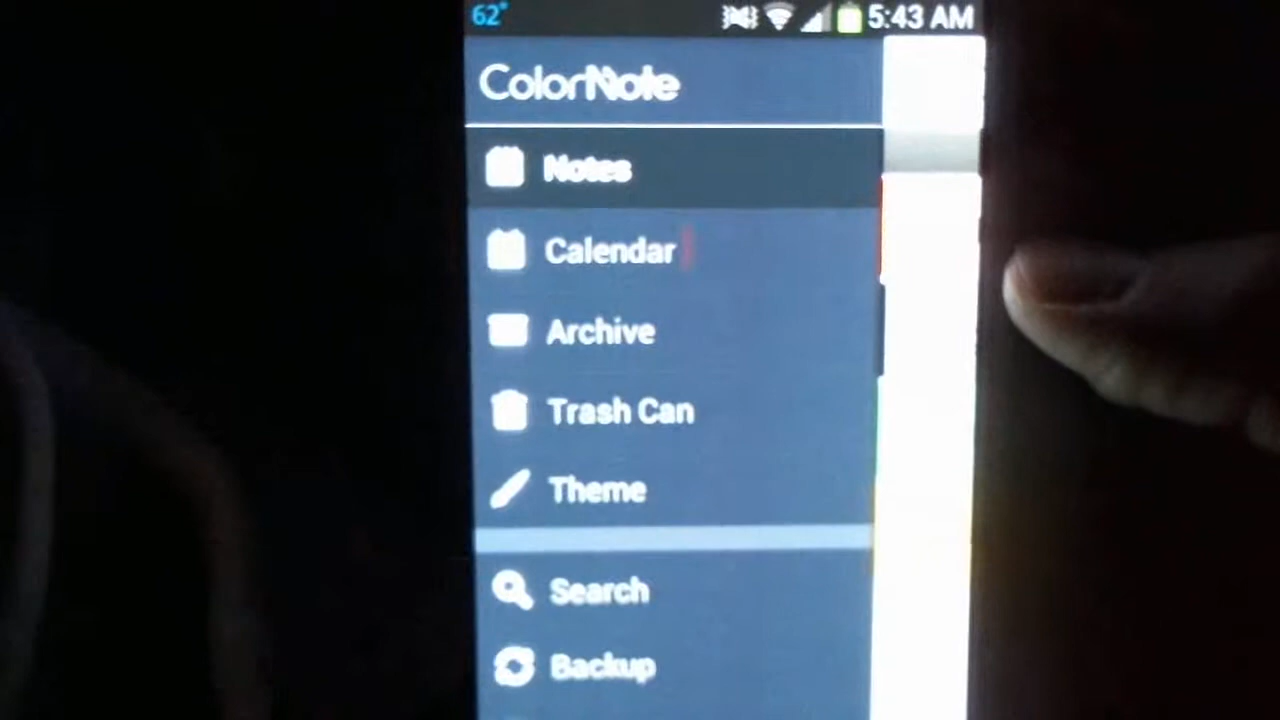 62° 5:43 AM
ColorNote
Notes
Calendar
Archive
Trash Can
Theme
Search
Backup